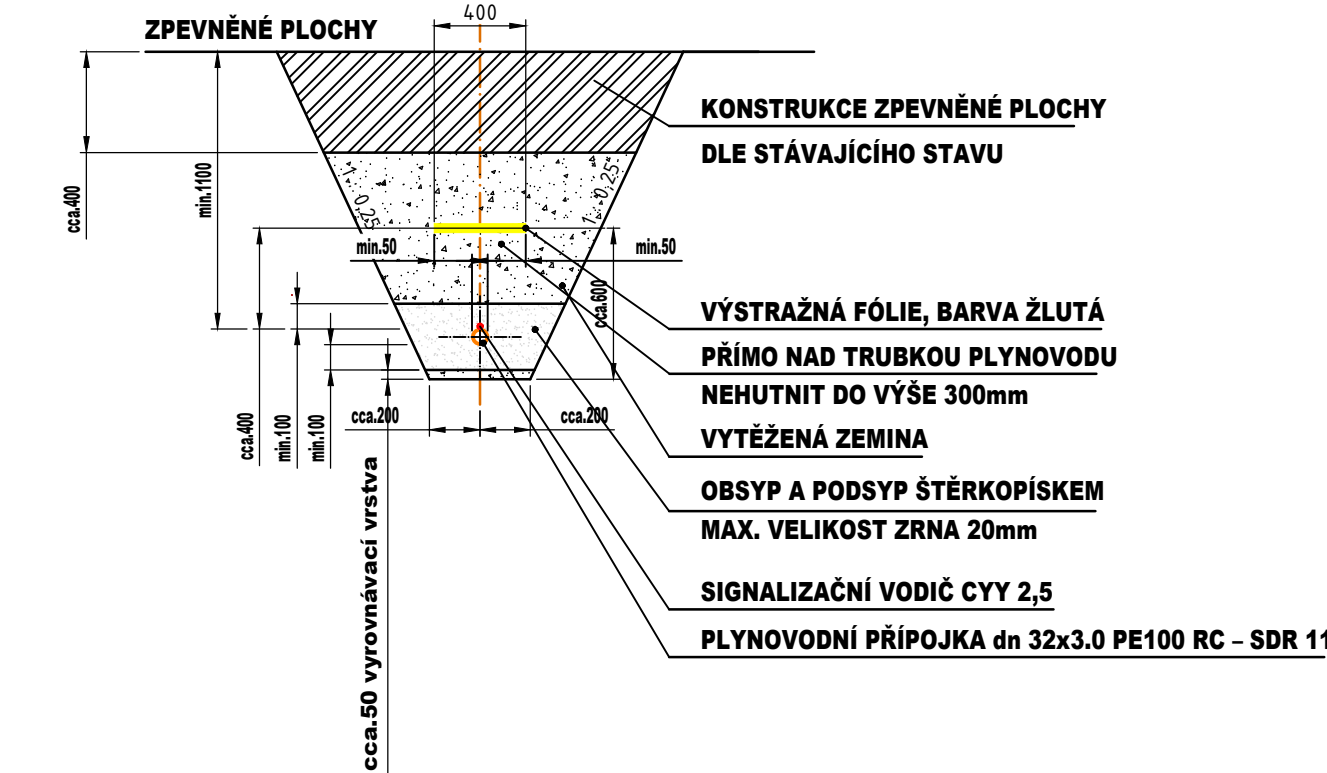 ZPEVNĚNÉ PLOCHY
400
KONSTRUKCE ZPEVNĚNÉ PLOCHY
DLE STÁVAJÍCÍHO STAVU
cca.400
min.1100
1: 0,25
1: 0,25
min.50
min.50
cca.600
VÝSTRAŽNÁ FÓLIE, BARVA ŽLUTÁ
PŘÍMO NAD TRUBKOU PLYNOVODU
NEHUTNIT DO VÝŠE 300mm
cca.400
min.100
min.100
cca.200
cca.200
VYTĚŽENÁ ZEMINA
OBSYP A PODSYP ŠTĚRKOPÍSKEM
MAX. VELIKOST ZRNA 20mm
cca.50 vyrovnávací vrstva
SIGNALIZAČNÍ VODIČ CYY 2,5
PLYNOVODNÍ PŘÍPOJKA dn 32x3.0 PE100 RC – SDR 11